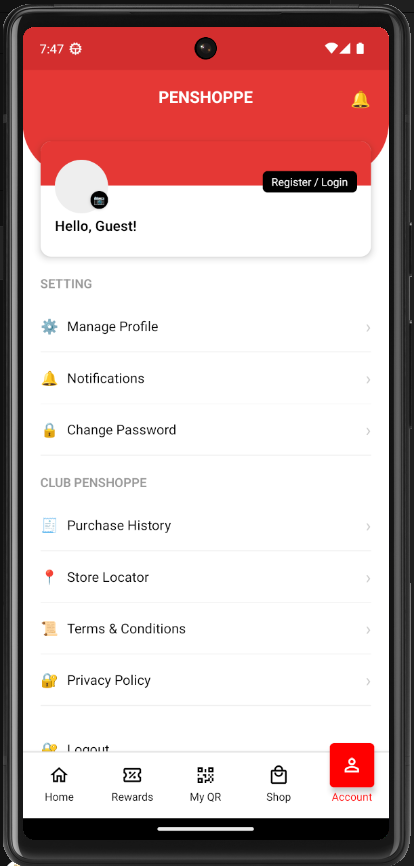 7:47
PENSHOPPE
Register / Login
Hello, Guest!
SETTING
Manage Profile
Notifications
Change Password
CLUB PENSHOPPE
Purchase History
Store Locator
Terms & Conditions
Privacy Policy
Logout
Home
Rewards
My QR
Shop
Account